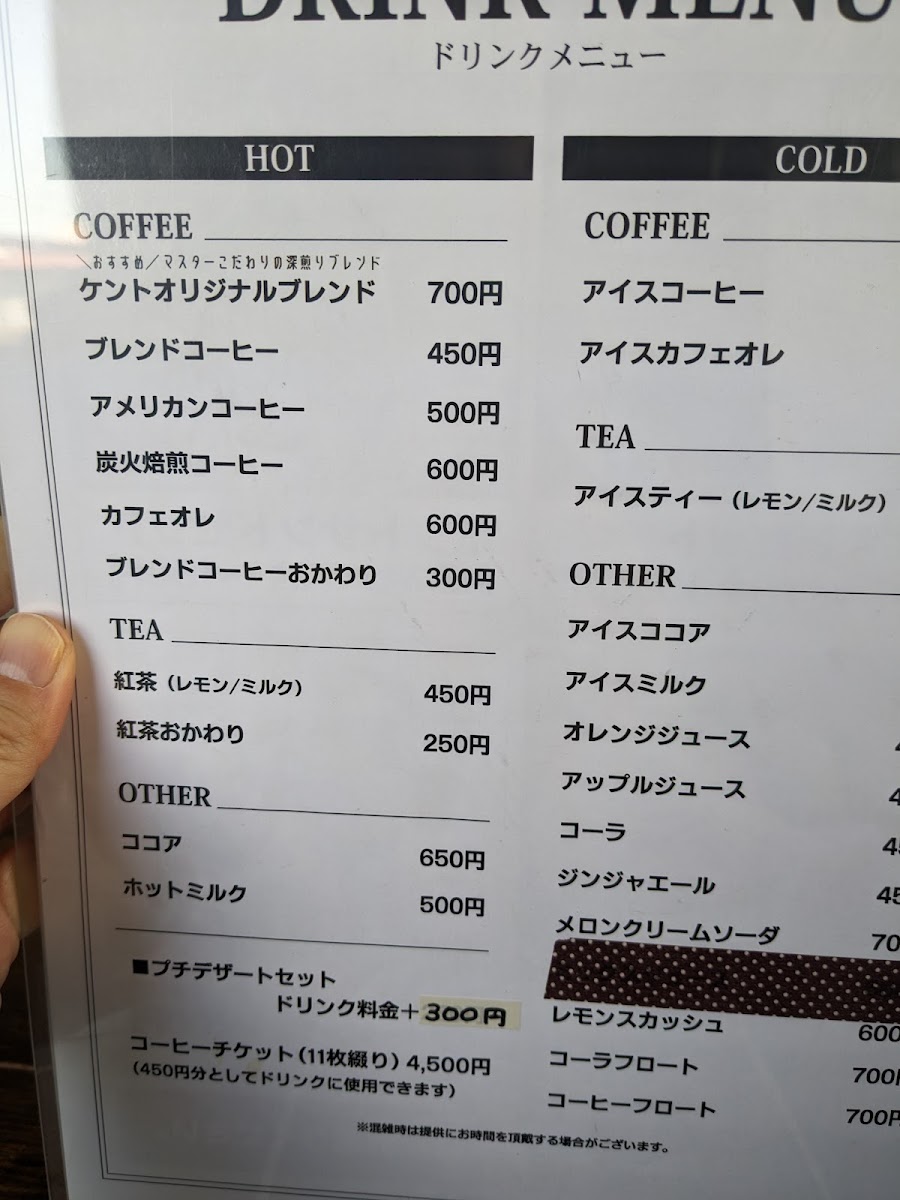 DRINK MENU
ドリンクメニュー
HOT
COFFEE
＼おすすめ／マスターこだわりの深煎りブレンド
ケントオリジナルブレンド 700円
ブレンドコーヒー 450円
アメリカンコーヒー 500円
炭火焙煎コーヒー 600円
カフェオレ 600円
ブレンドコーヒーおかわり 300円
TEA
紅茶（レモン/ミルク） 450円
紅茶おかわり 250円
OTHER
ココア 650円
ホットミルク 500円
■プチデザートセット
ドリンク料金＋300円
コーヒーチケット（11枚綴り）4,500円
（450円分としてドリンクに使用できます）
COLD
COFFEE
アイスコーヒー
アイスカフェオレ
TEA
アイスティー（レモン/ミルク）
OTHER
アイスココア
アイスミルク
オレンジジュース
アップルジュース
コーラ
ジンジャエール
メロンクリームソーダ
レモンスカッシュ 600
コーラフロート 700円
コーヒーフロート 700円
※混雑時は提供にお時間を頂戴する場合がございます。